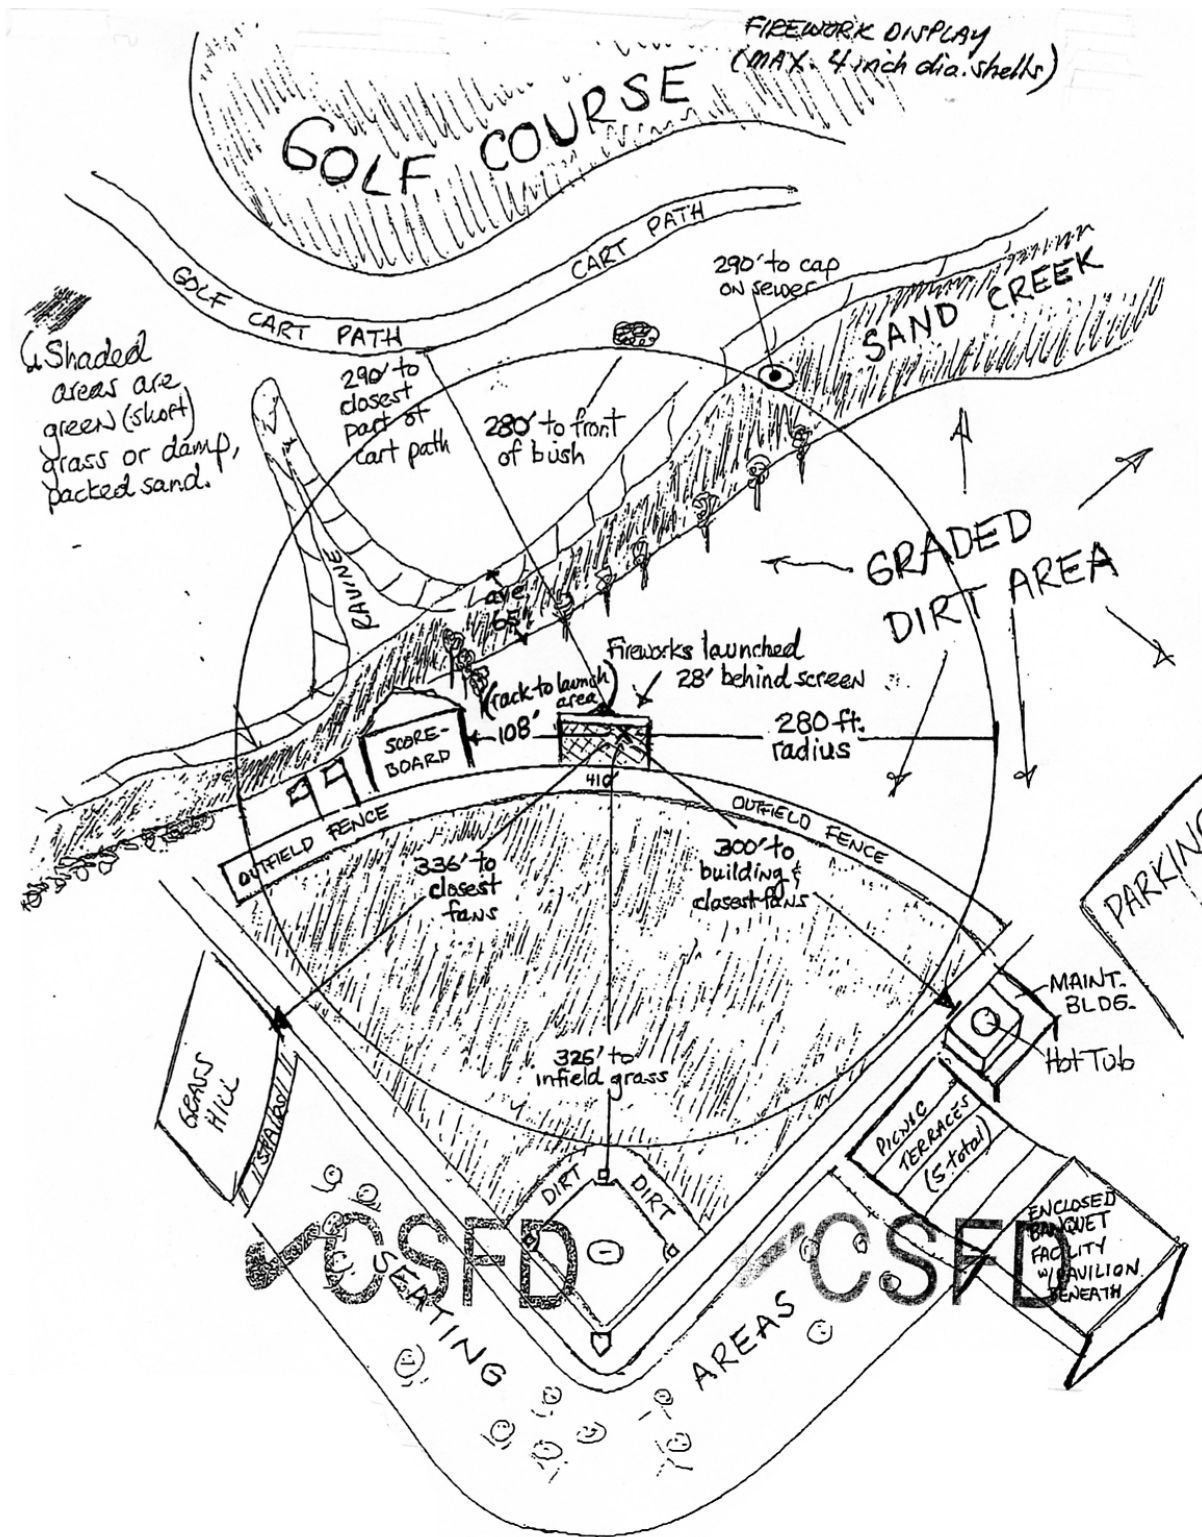 FIREWORK DISPLAY
(MAX. 4 inch dia. shells)
GOLF COURSE
GOLF CART PATH
CART PATH
290' to cap
on sewer
SAND CREEK
Shaded
areas are
green (short)
grass or damp,
packed sand.
290' to
closest
part of
cart path
280' to front
of bush
RAVINE
ave
65'
GRADED
DIRT AREA
Fireworks launched
28' behind screen
(rack to launch
area)
108'
SCORE-
BOARD
280 ft.
radius
410'
OUTFIELD FENCE
OUTFIELD FENCE
PARKING
336' to
closest
fans
300' to
building &
closest fans
MAINT.
BLDG.
Hot Tub
325' to
infield grass
GRASS
HILL
PICNIC
TERRACES
(5 total)
DIRT
DIRT
ENCLOSED
BANQUET
FACILITY
W/PAVILION
BENEATH
CSFD
CSFD
SEATING
AREAS